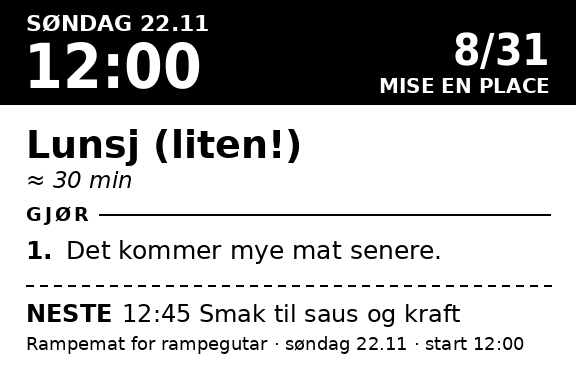 SØNDAG 22.11
12:00
8/31
MISE EN PLACE
Lunsj (liten!)
≈ 30 min
GJØR
1. Det kommer mye mat senere.
NESTE 12:45 Smak til saus og kraft
Rampemat for rampegutar · søndag 22.11 · start 12:00